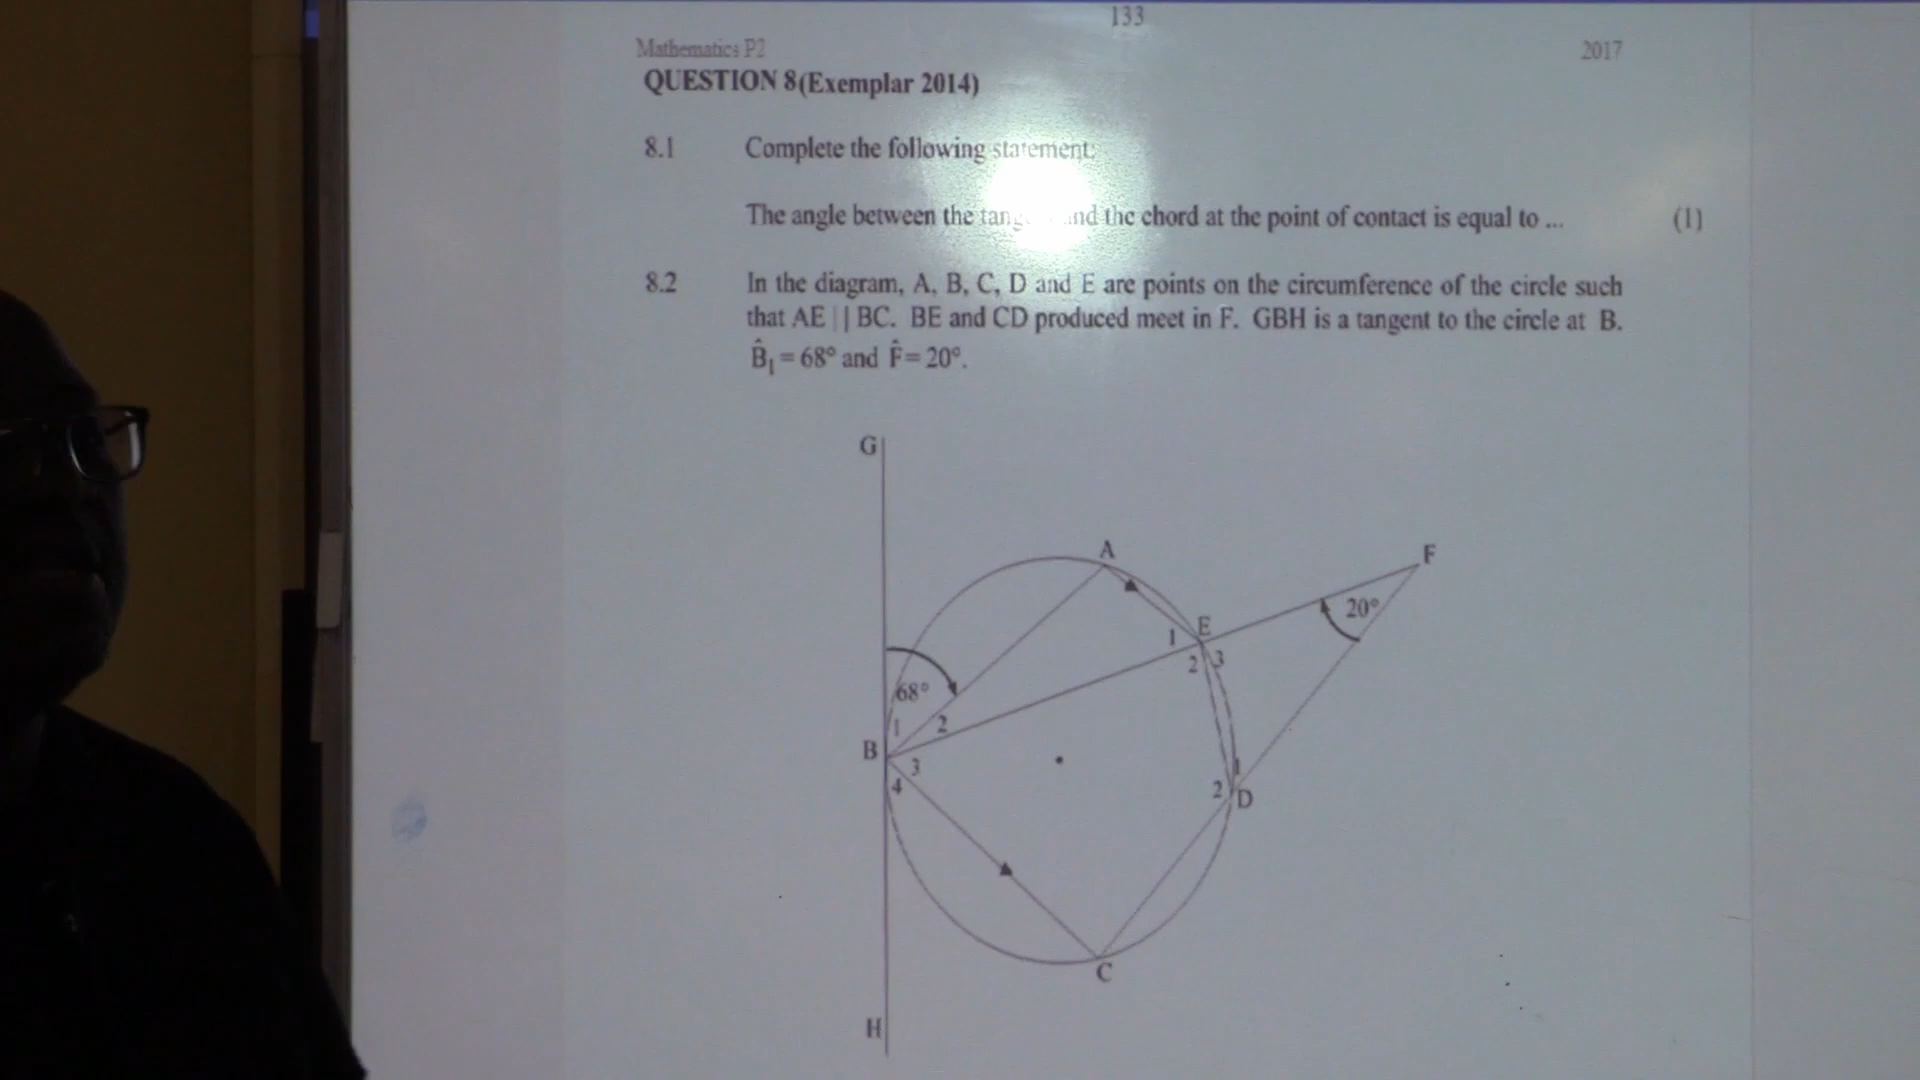 133
Mathematics P2 2017
QUESTION 8(Exemplar 2014)
8.1 Complete the following statement:
The angle between the and the chord at the point of contact is equal to ... (1)
8.2 In the diagram, A, B, C, D and E are points on the circumference of the circle such
that AE || BC. BE and CD produced meet in F. GBH is a tangent to the circle at B.
B̂₁ = 68° and F̂ = 20°.
G
A
F
20°
E
1
2 3
68°
1 2
B
3
4
1
2 D
C
H